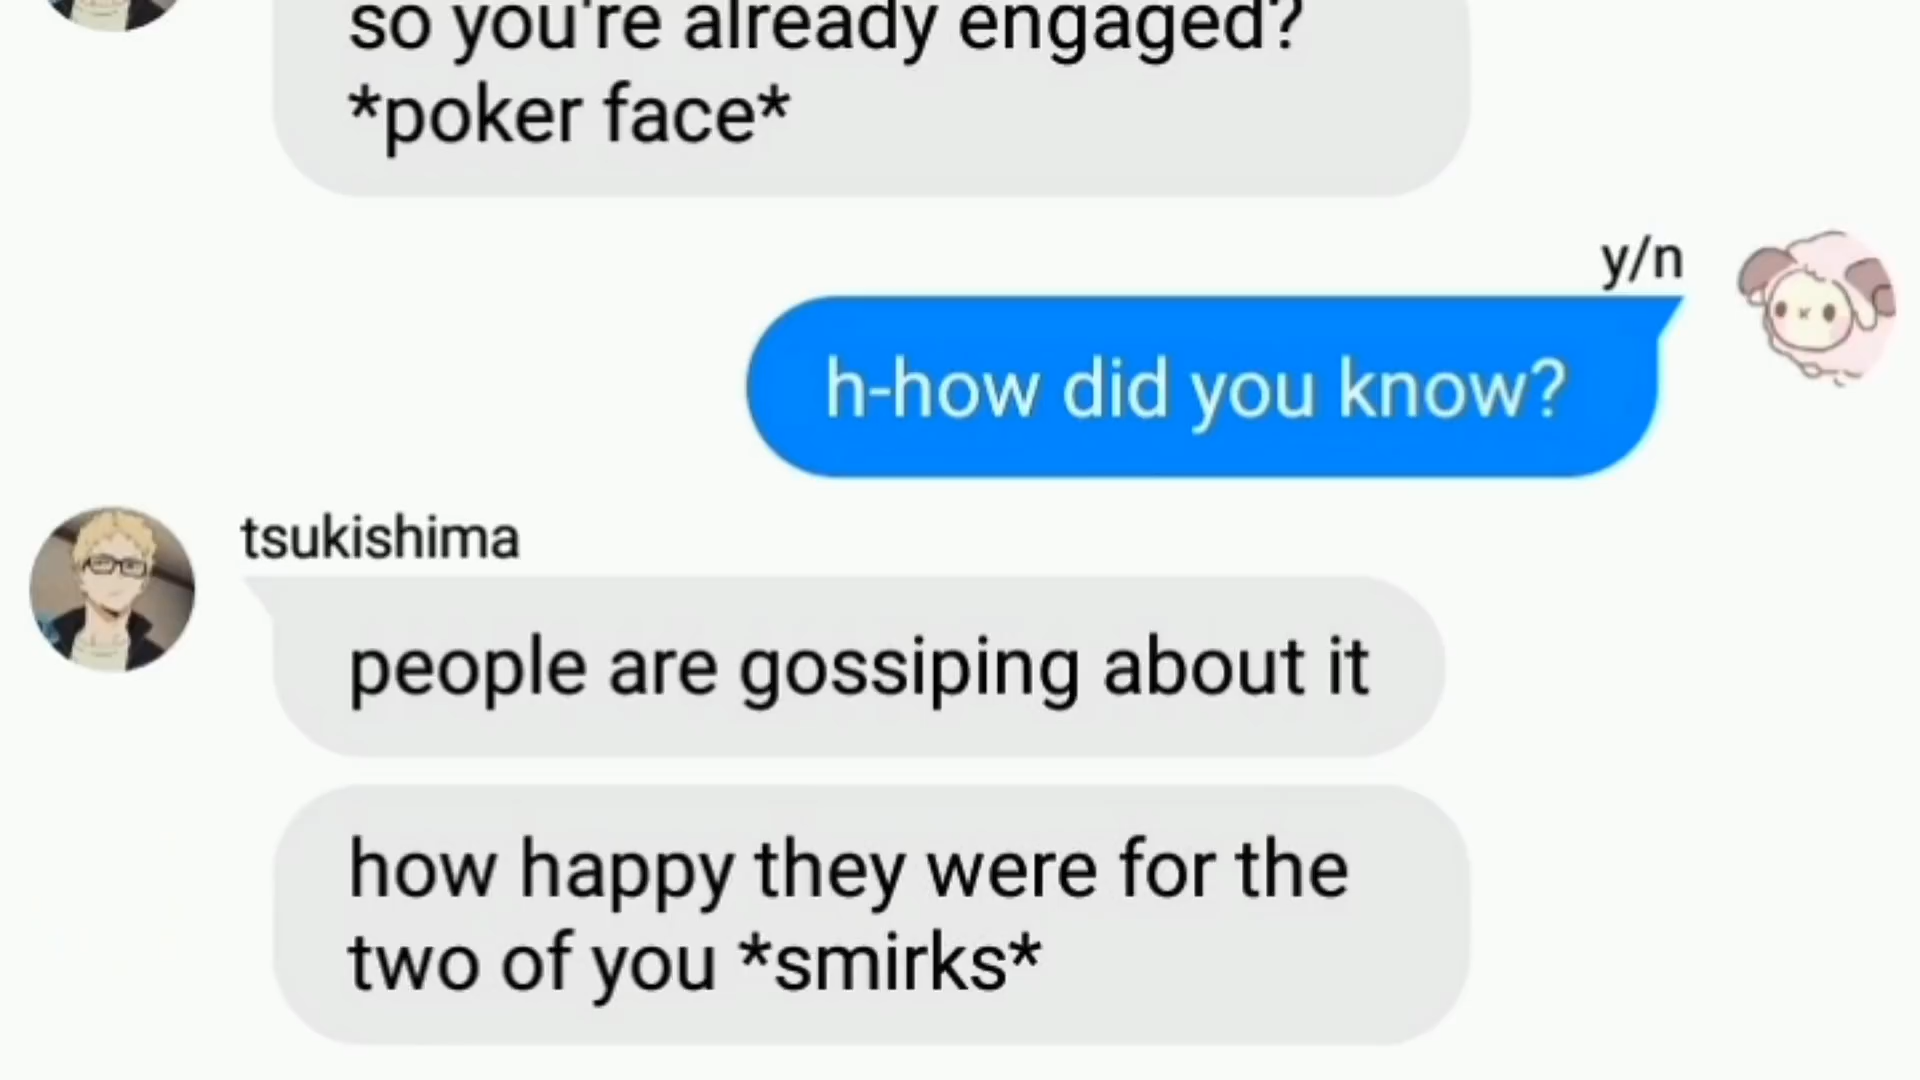 so you're already engaged?
*poker face*
y/n
h-how did you know?
tsukishima
people are gossiping about it
how happy they were for the
two of you *smirks*